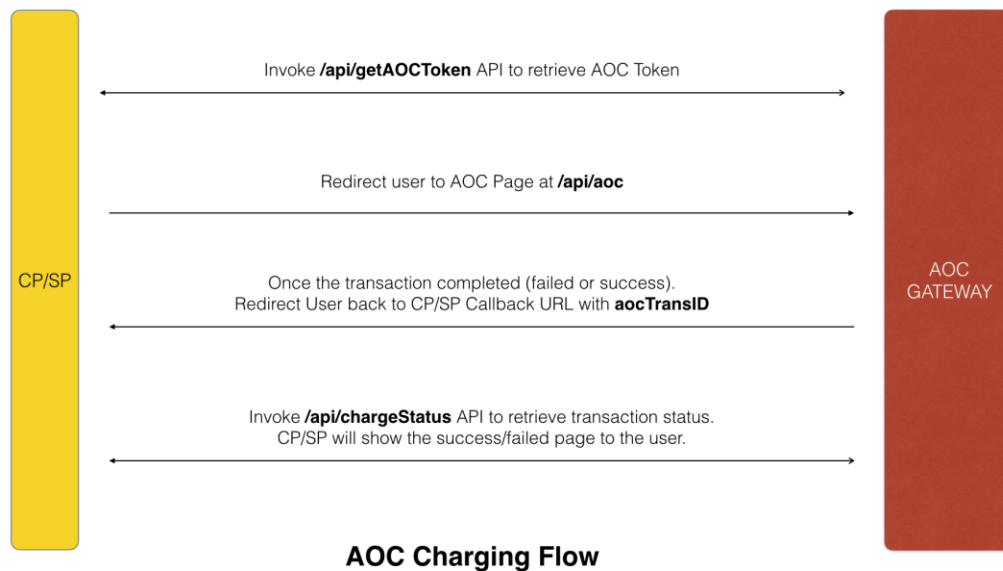 Invoke /api/getAOCToken API to retrieve AOC Token
Redirect user to AOC Page at /api/aoc
CP/SP
Once the transaction completed (failed or success).
Redirect User back to CP/SP Callback URL with aocTransID
AOC
GATEWAY
Invoke /api/chargeStatus API to retrieve transaction status.
CP/SP will show the success/failed page to the user.
AOC Charging Flow